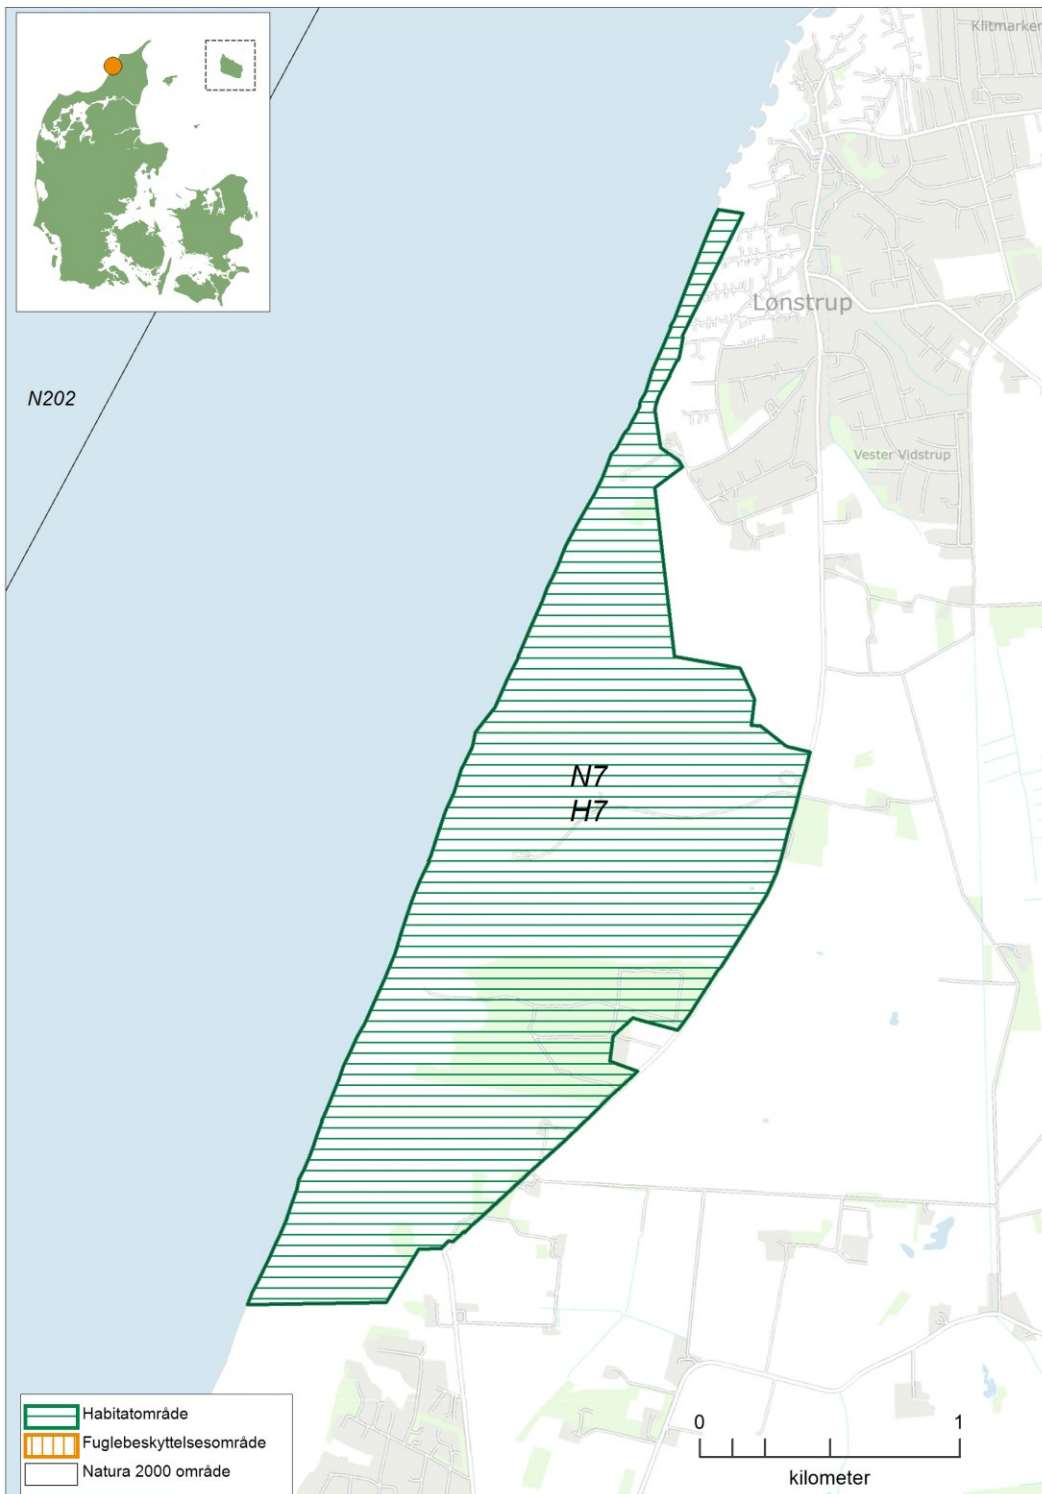 Klitmarken
Lønstrup
N202
Vester Vidstrup
N7
H7
Habitatområde
Fuglebeskyttelsesområde
Natura 2000 område
0 1
kilometer